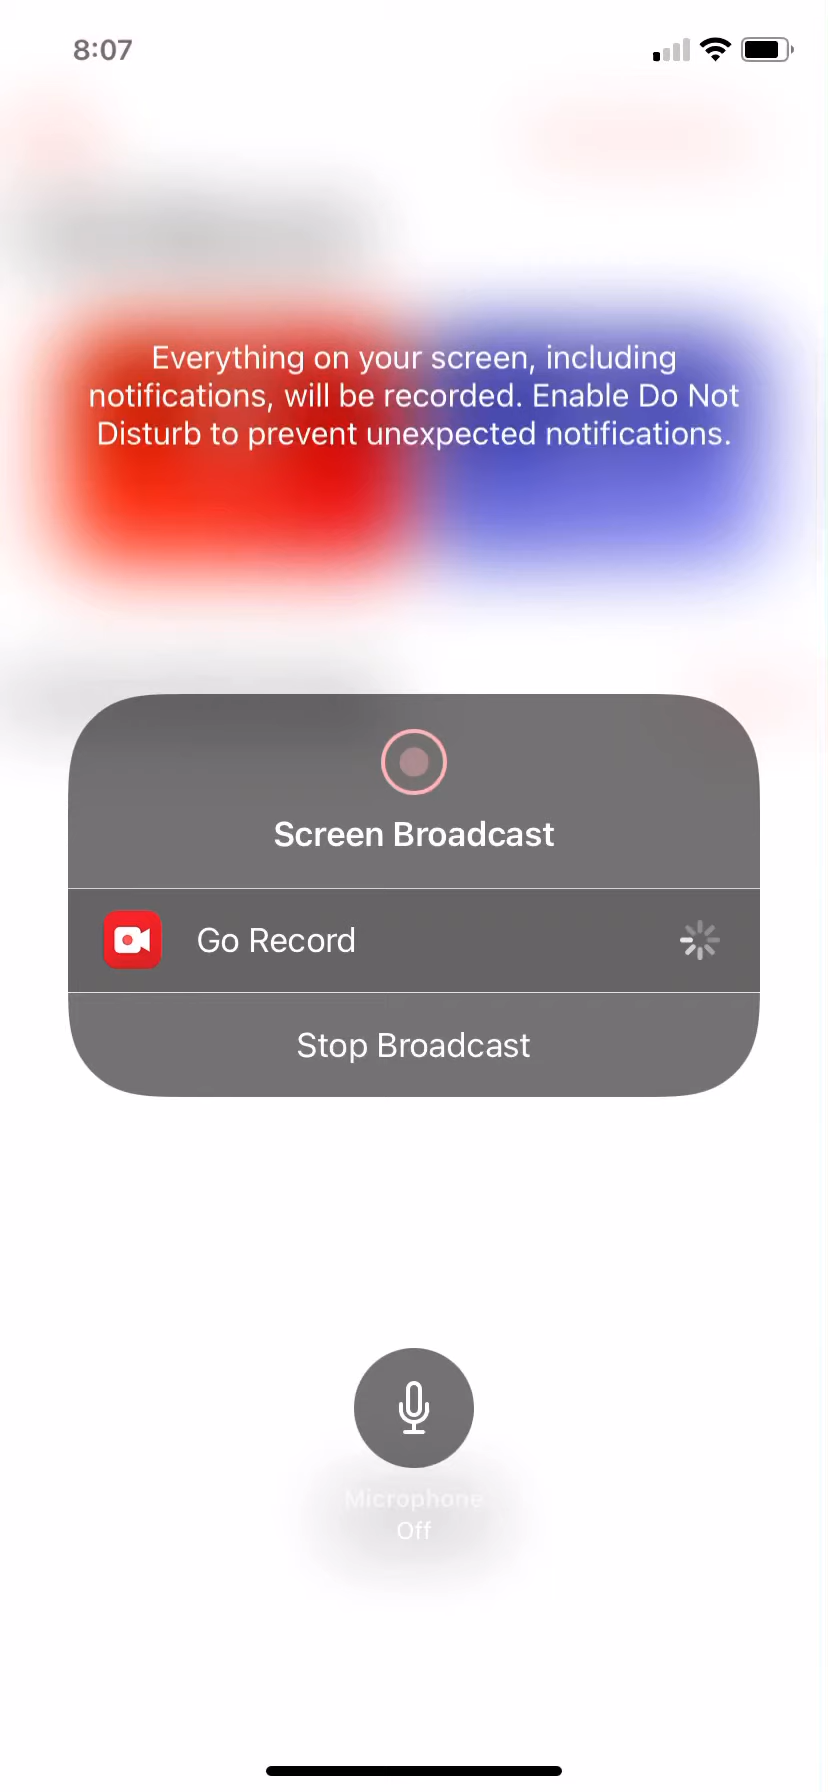 8:07
Everything on your screen, including
notifications, will be recorded. Enable Do Not
Disturb to prevent unexpected notifications.
Screen Broadcast
Go Record
Stop Broadcast
Microphone
Off